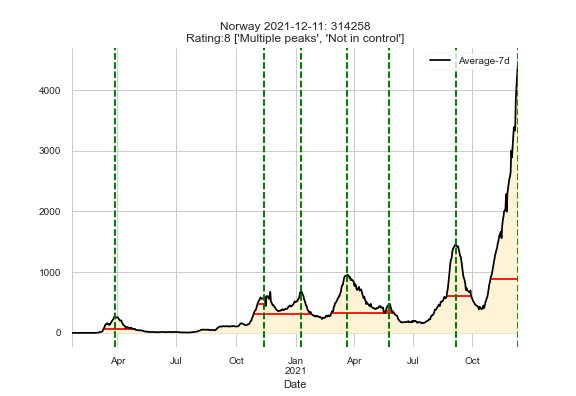 Norway 2021-12-11: 314258
Rating:8 ['Multiple peaks', 'Not in control']
Average-7d
4000
3000
2000
1000
0
Apr Jul Oct Jan Apr Jul Oct
2021
Date